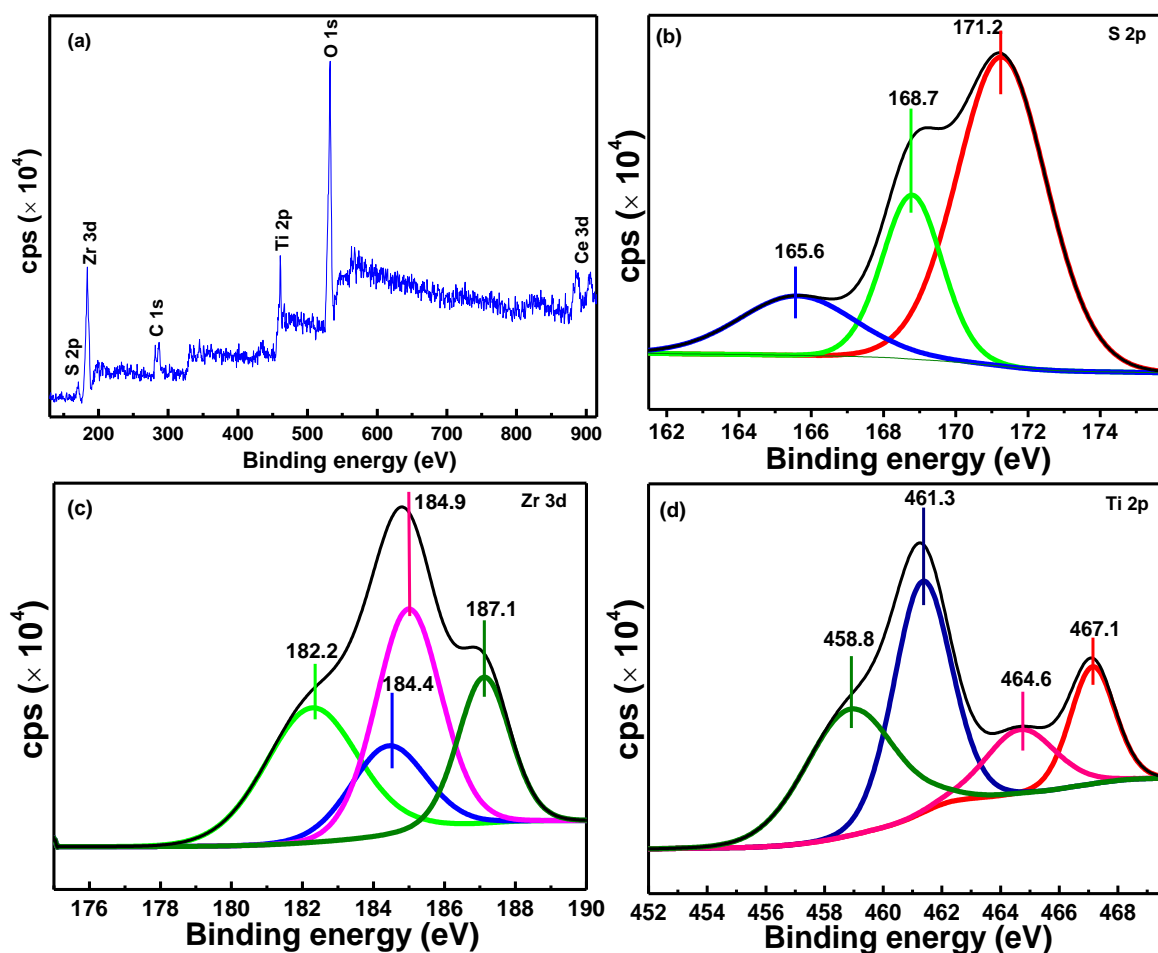 (a)
S 2p
Zr 3d
C 1s
Ti 2p
O 1s
Ce 3d
cps (× 10⁴)
200 300 400 500 600 700 800 900
Binding energy (eV)
(b)
S 2p
171.2
168.7
165.6
cps (× 10⁴)
162 164 166 168 170 172 174
Binding energy (eV)
(c)
Zr 3d
184.9
187.1
182.2
184.4
cps (× 10⁴)
176 178 180 182 184 186 188 190
Binding energy (eV)
(d)
Ti 2p
461.3
467.1
458.8
464.6
cps (× 10⁴)
452 454 456 458 460 462 464 466 468
Binding energy (eV)